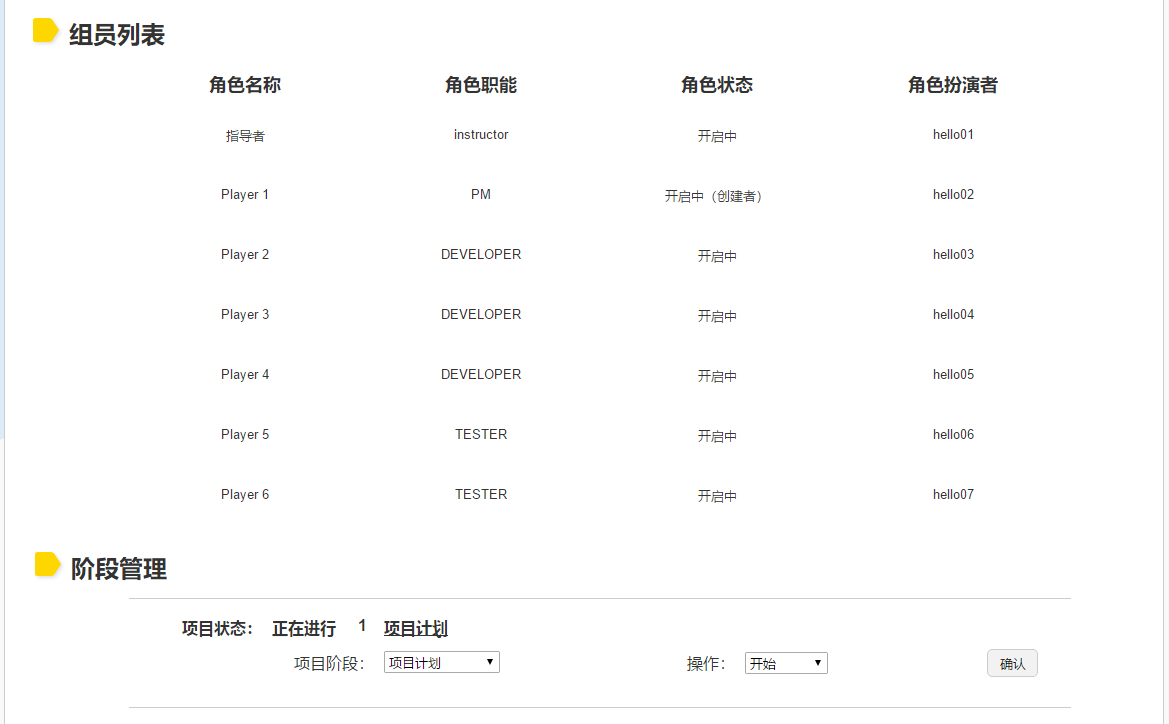 组员列表
角色名称 角色职能 角色状态 角色扮演者
指导者 instructor 开启中 hello01
Player 1 PM 开启中（创建者） hello02
Player 2 DEVELOPER 开启中 hello03
Player 3 DEVELOPER 开启中 hello04
Player 4 DEVELOPER 开启中 hello05
Player 5 TESTER 开启中 hello06
Player 6 TESTER 开启中 hello07
阶段管理
项目状态： 正在进行 1 项目计划
项目阶段： 项目计划 操作： 开始 确认